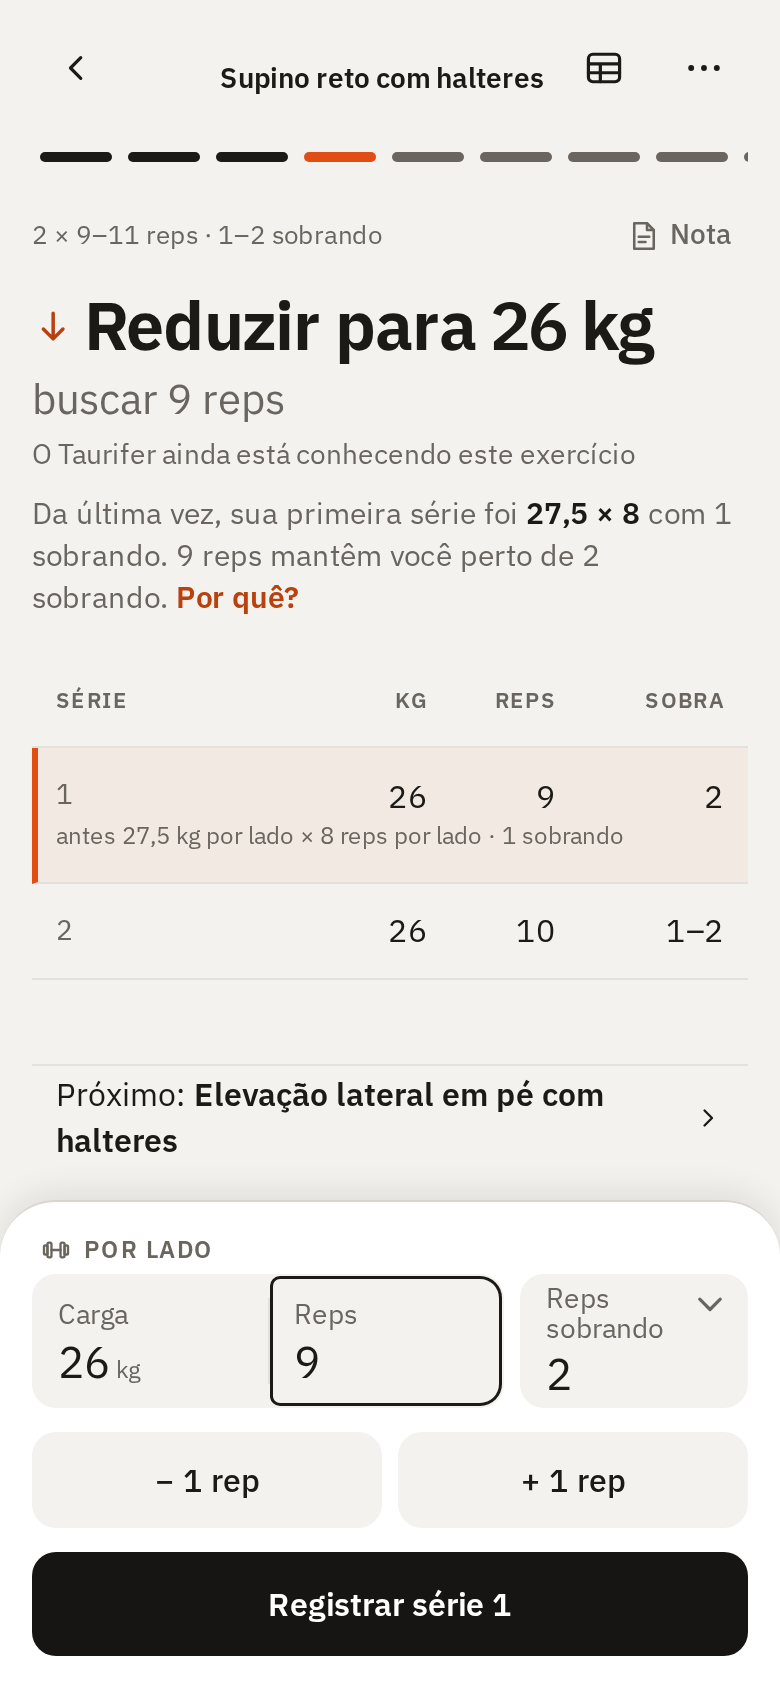 Supino reto com halteres
2 × 9–11 reps · 1–2 sobrando
Nota
↓ Reduzir para 26 kg
buscar 9 reps
O Taurifer ainda está conhecendo este exercício
Da última vez, sua primeira série foi 27,5 × 8 com 1
sobrando. 9 reps mantêm você perto de 2
sobrando. Por quê?
SÉRIE KG REPS SOBRA
1 26 9 2
antes 27,5 kg por lado × 8 reps por lado · 1 sobrando
2 26 10 1–2
Próximo: Elevação lateral em pé com
halteres
POR LADO
Carga
26 kg
Reps
9
Reps
sobrando
2
− 1 rep
+ 1 rep
Registrar série 1